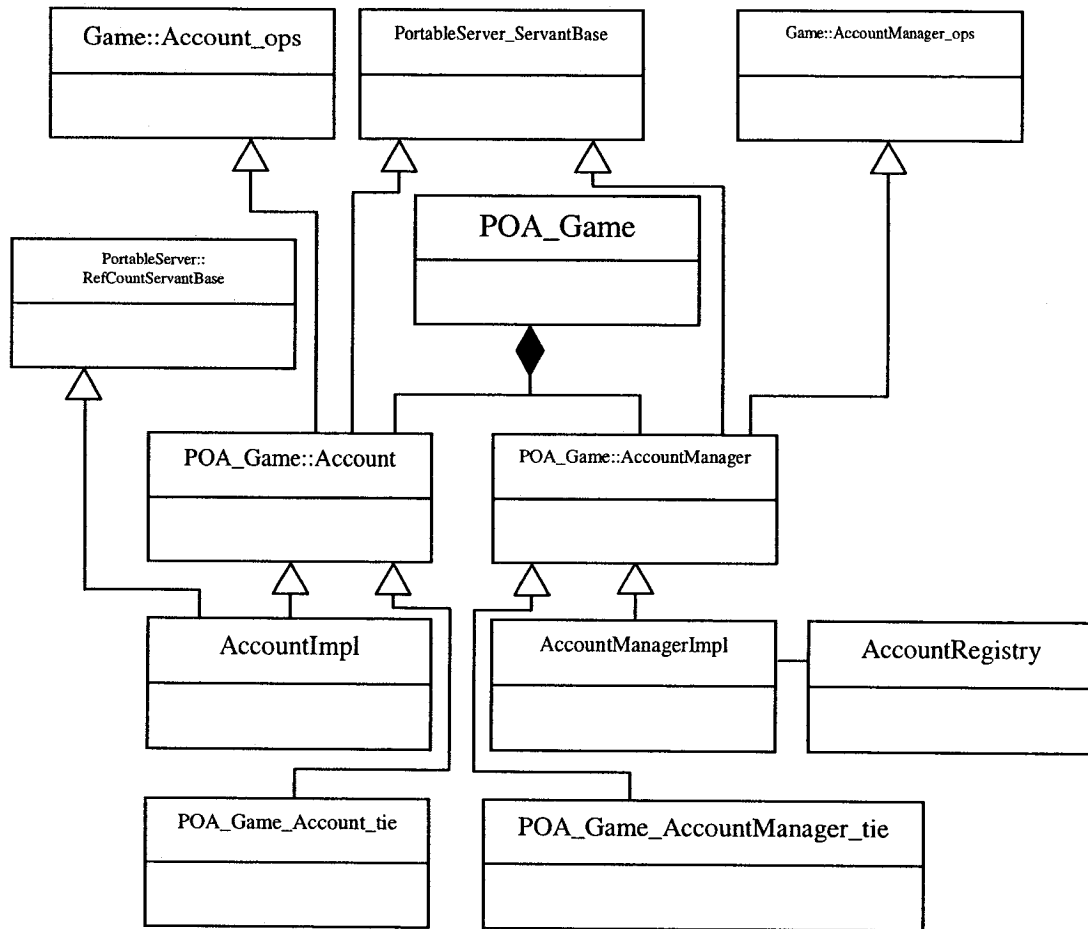 Game::Account_ops
PortableServer_ServantBase
Game::AccountManager_ops
POA_Game
PortableServer::
RefCountServantBase
POA_Game::Account
POA_Game::AccountManager
AccountImpl
AccountManagerImpl
AccountRegistry
POA_Game_Account_tie
POA_Game_AccountManager_tie